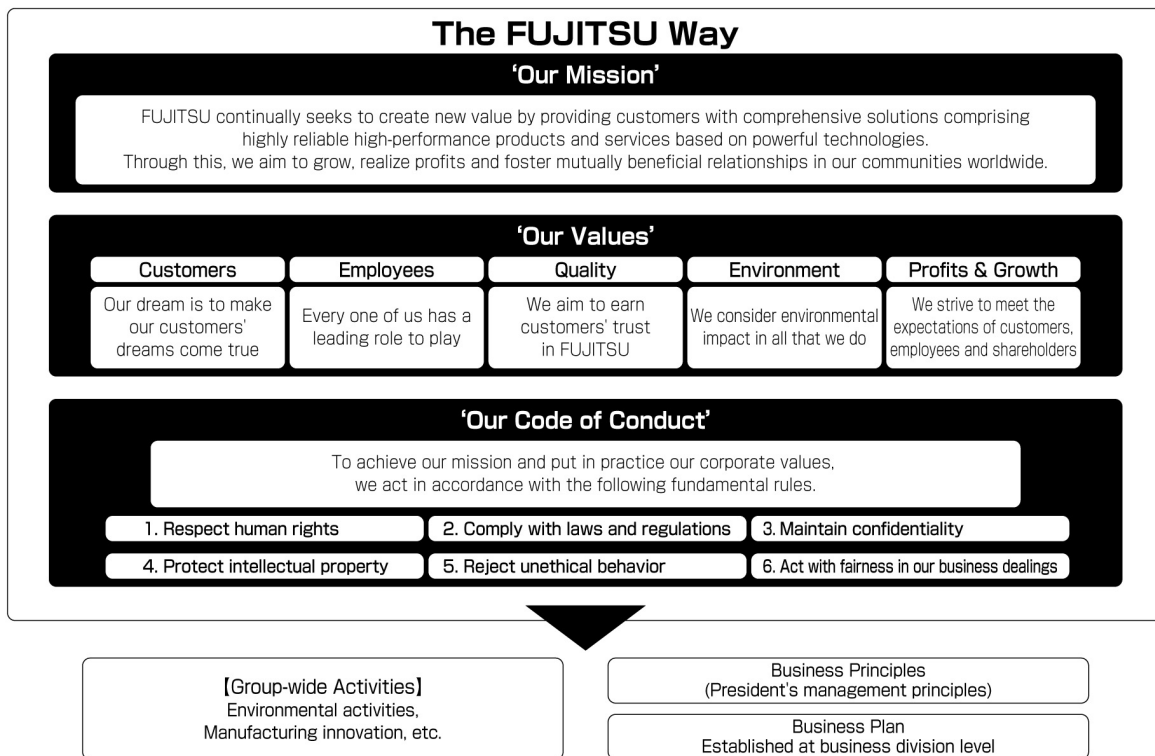 The FUJITSU Way
‘Our Mission’
FUJITSU continually seeks to create new value by providing customers with comprehensive solutions comprising
highly reliable high-performance products and services based on powerful technologies.
Through this, we aim to grow, realize profits and foster mutually beneficial relationships in our communities worldwide.
‘Our Values’
Customers
Our dream is to make
our customers'
dreams come true
Employees
Every one of us has a
leading role to play
Quality
We aim to earn
customers' trust
in FUJITSU
Environment
We consider environmental
impact in all that we do
Profits & Growth
We strive to meet the
expectations of customers,
employees and shareholders
‘Our Code of Conduct’
To achieve our mission and put in practice our corporate values,
we act in accordance with the following fundamental rules.
1. Respect human rights
2. Comply with laws and regulations
3. Maintain confidentiality
4. Protect intellectual property
5. Reject unethical behavior
6. Act with fairness in our business dealings
【Group-wide Activities】
Environmental activities,
Manufacturing innovation, etc.
Business Principles
(President's management principles)
Business Plan
Established at business division level